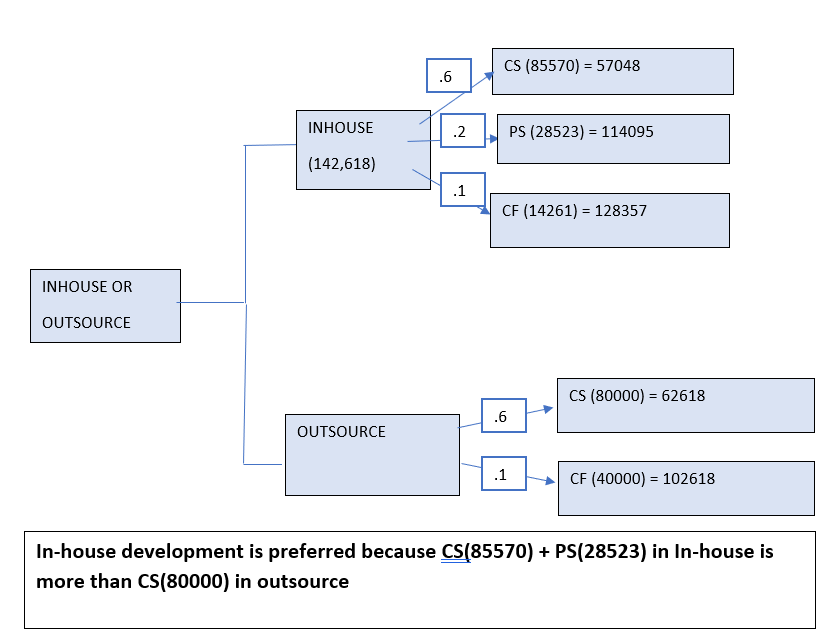 .6
CS (85570) = 57048
INHOUSE
(142,618)
.2
PS (28523) = 114095
.1
CF (14261) = 128357
INHOUSE OR
OUTSOURCE
OUTSOURCE
.6
CS (80000) = 62618
.1
CF (40000) = 102618
In-house development is preferred because CS(85570) + PS(28523) in In-house is
more than CS(80000) in outsource